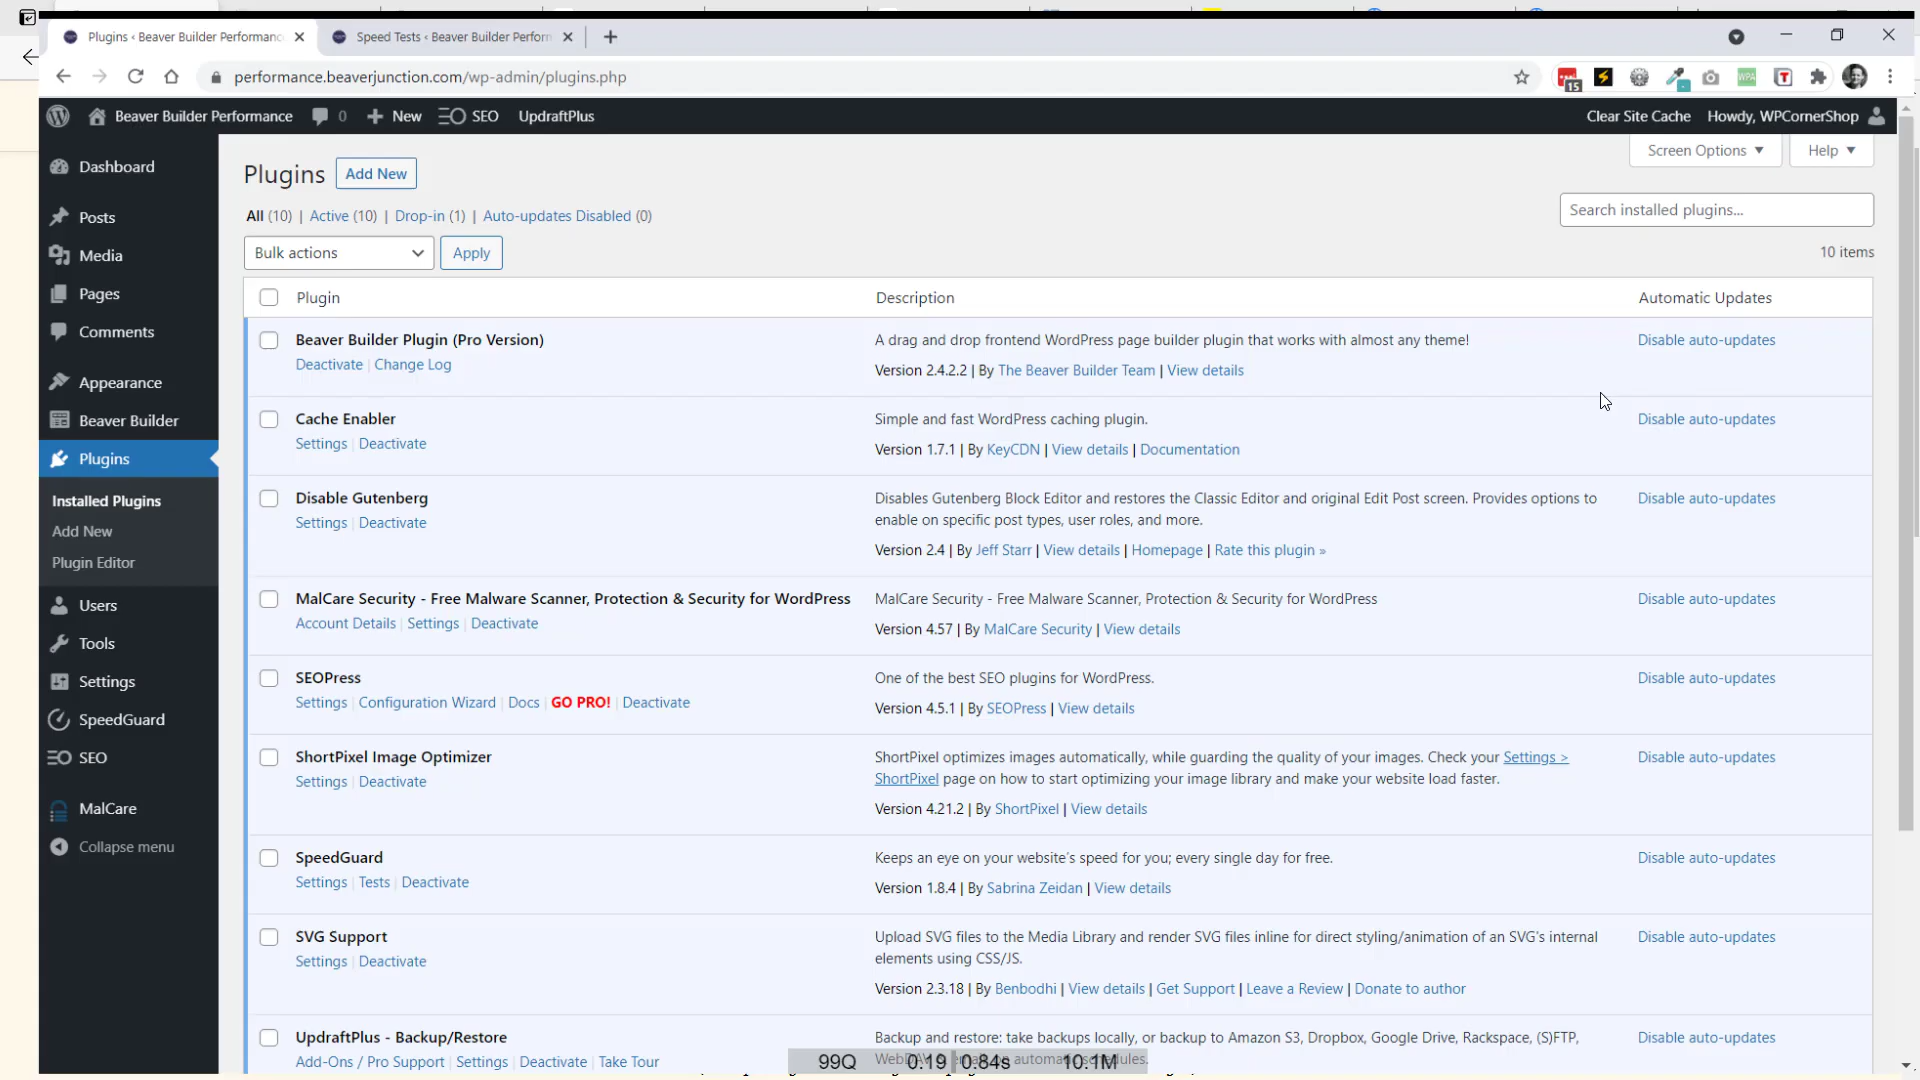 Plugins ‹ Beaver Builder Performanc
Speed Tests ‹ Beaver Builder Perforn
performance.beaverjunction.com/wp-admin/plugins.php
15
WPA
T
Beaver Builder Performance
0
New
SEO
UpdraftPlus
Clear Site Cache
Howdy, WPCornerShop
Dashboard
Posts
Media
Pages
Comments
Appearance
Beaver Builder
Plugins
Installed Plugins
Add New
Plugin Editor
Users
Tools
Settings
SpeedGuard
SEO
MalCare
Collapse menu
Screen Options
Help
Plugins
Add New
All (10) | Active (10) | Drop-in (1) | Auto-updates Disabled (0)
Search installed plugins...
Bulk actions
Apply
10 items
Plugin
Description
Automatic Updates
Beaver Builder Plugin (Pro Version)
Deactivate | Change Log
A drag and drop frontend WordPress page builder plugin that works with almost any theme!
Version 2.4.2.2 | By The Beaver Builder Team | View details
Disable auto-updates
Cache Enabler
Settings | Deactivate
Simple and fast WordPress caching plugin.
Version 1.7.1 | By KeyCDN | View details | Documentation
Disable auto-updates
Disable Gutenberg
Settings | Deactivate
Disables Gutenberg Block Editor and restores the Classic Editor and original Edit Post screen. Provides options to
enable on specific post types, user roles, and more.
Version 2.4 | By Jeff Starr | View details | Homepage | Rate this plugin »
Disable auto-updates
MalCare Security - Free Malware Scanner, Protection & Security for WordPress
Account Details | Settings | Deactivate
MalCare Security - Free Malware Scanner, Protection & Security for WordPress
Version 4.57 | By MalCare Security | View details
Disable auto-updates
SEOPress
Settings | Configuration Wizard | Docs | GO PRO! | Deactivate
One of the best SEO plugins for WordPress.
Version 4.5.1 | By SEOPress | View details
Disable auto-updates
ShortPixel Image Optimizer
Settings | Deactivate
ShortPixel optimizes images automatically, while guarding the quality of your images. Check your Settings >
ShortPixel page on how to start optimizing your image library and make your website load faster.
Version 4.21.2 | By ShortPixel | View details
Disable auto-updates
SpeedGuard
Settings | Tests | Deactivate
Keeps an eye on your website's speed for you; every single day for free.
Version 1.8.4 | By Sabrina Zeidan | View details
Disable auto-updates
SVG Support
Settings | Deactivate
Upload SVG files to the Media Library and render SVG files inline for direct styling/animation of an SVG's internal
elements using CSS/JS.
Version 2.3.18 | By Benbodhi | View details | Get Support | Leave a Review | Donate to author
Disable auto-updates
UpdraftPlus - Backup/Restore
Add-Ons / Pro Support | Settings | Deactivate | Take Tour
Backup and restore: take backups locally, or backup to Amazon S3, Dropbox, Google Drive, Rackspace, (S)FTP,
automatic schedules.
Disable auto-updates
99Q 0.19 0.84s 10.1M